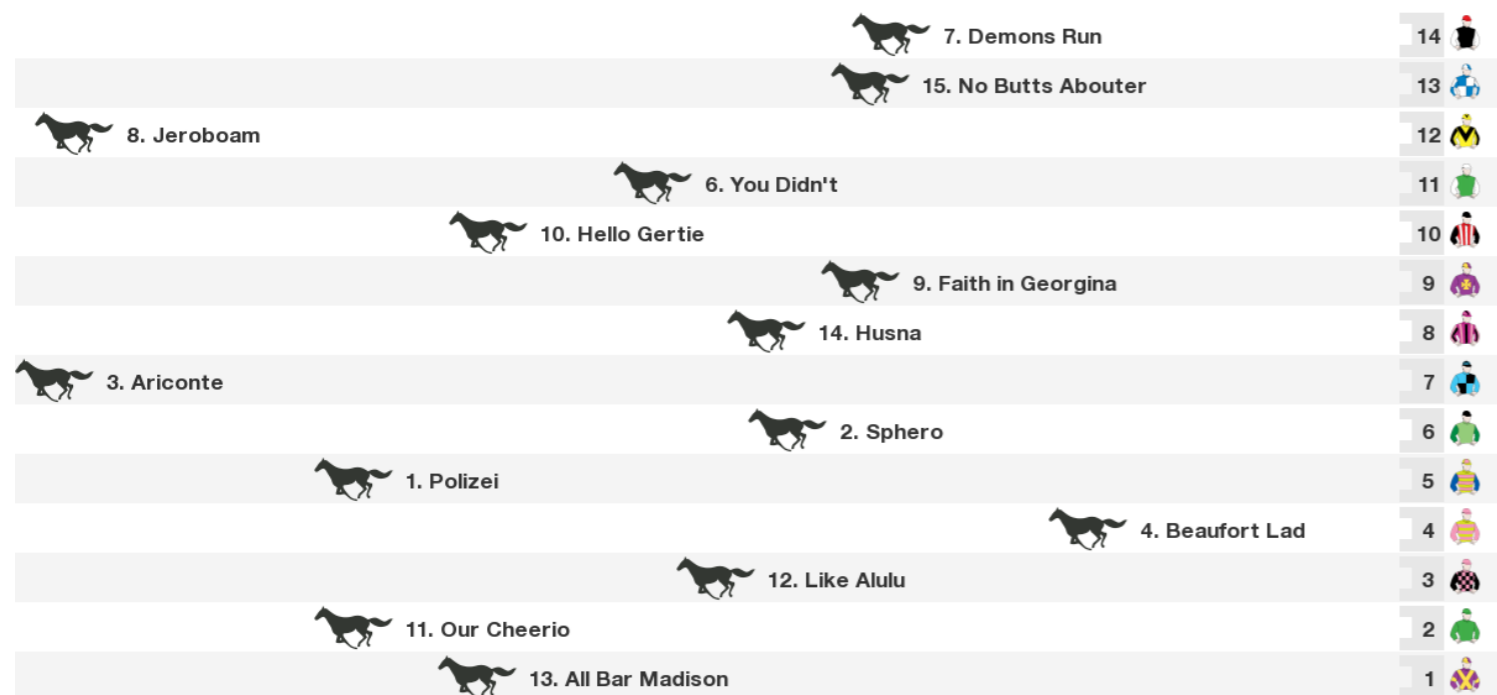 7. Demons Run 14
15. No Butts Abouter 13
8. Jeroboam 12
6. You Didn't 11
10. Hello Gertie 10
9. Faith in Georgina 9
14. Husna 8
3. Ariconte 7
2. Sphero 6
1. Polizei 5
4. Beaufort Lad 4
12. Like Alulu 3
11. Our Cheerio 2
13. All Bar Madison 1